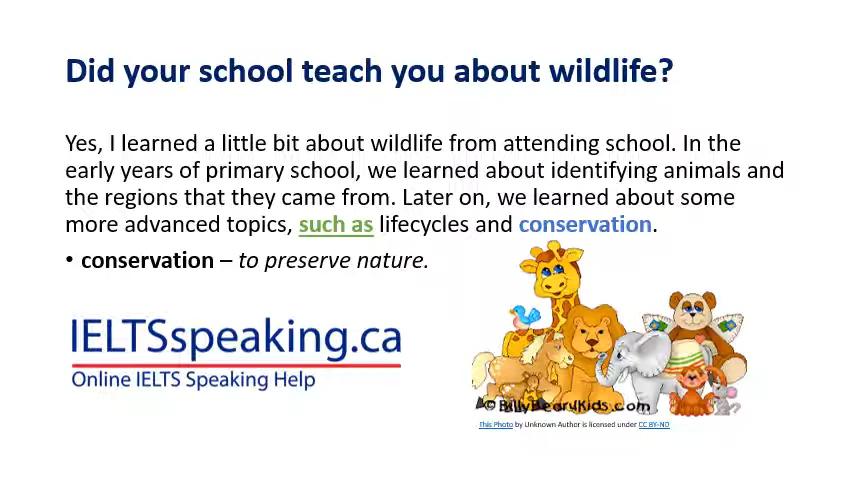 Did your school teach you about wildlife?
Yes, I learned a little bit about wildlife from attending school. In the
early years of primary school, we learned about identifying animals and
the regions that they came from. Later on, we learned about some
more advanced topics, such as lifecycles and conservation.
• conservation – to preserve nature.
IELTSspeaking.ca
Online IELTS Speaking Help
© BillyBear4Kids.com
This Photo by Unknown Author is licensed under CC BY-ND